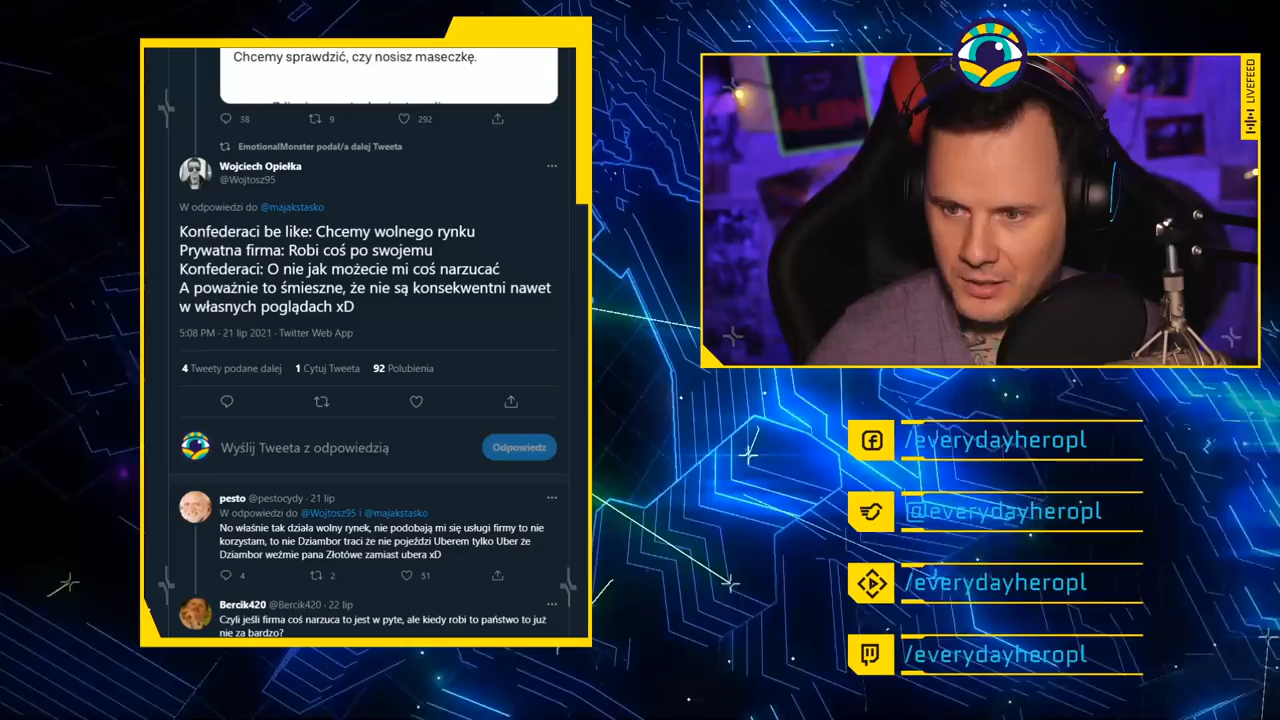 Chcemy sprawdzić, czy nosisz maseczkę.
38 9 292
EmotionalMonster podał/a dalej Tweeta
Wojciech Opiełka
@Wojtosz95
W odpowiedzi do @majakstasko
Konfederaci be like: Chcemy wolnego rynku
Prywatna firma: Robi coś po swojemu
Konfederaci: O nie jak możecie mi coś narzucać
A poważnie to śmieszne, że nie są konsekwentni nawet
w własnych poglądach xD
5:08 PM · 21 lip 2021 · Twitter Web App
4 Tweety podane dalej 1 Cytuj Tweeta 92 Polubienia
Wyślij Tweeta z odpowiedzią
Odpowiedz
pesto @pestocydy · 21 lip
W odpowiedzi do @Wojtosz95 i @majakstasko
No właśnie tak działa wolny rynek, nie podobają mi się usługi firmy to nie
korzystam, to nie Dziambor traci że nie pojeździ Uberem tylko Uber że
Dziambor weźmie pana Złotówe zamiast ubera xD
4 2 51
Bercik420 @Bercik420 · 22 lip
Czyli jeśli firma coś narzuca to jest w pyte, ale kiedy robi to państwo to już
nie za bardzo?
LIVEFEED
ALIEN
/everydayheropl
@everydayheropl
/everydayheropl
/everydayheropl